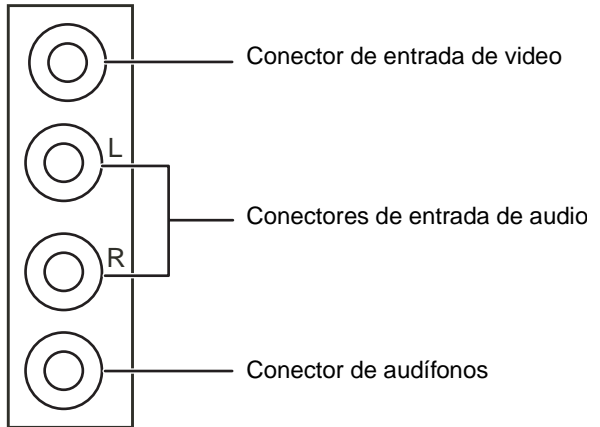 Conector de entrada de video
L
Conectores de entrada de audio
R
Conector de audífonos